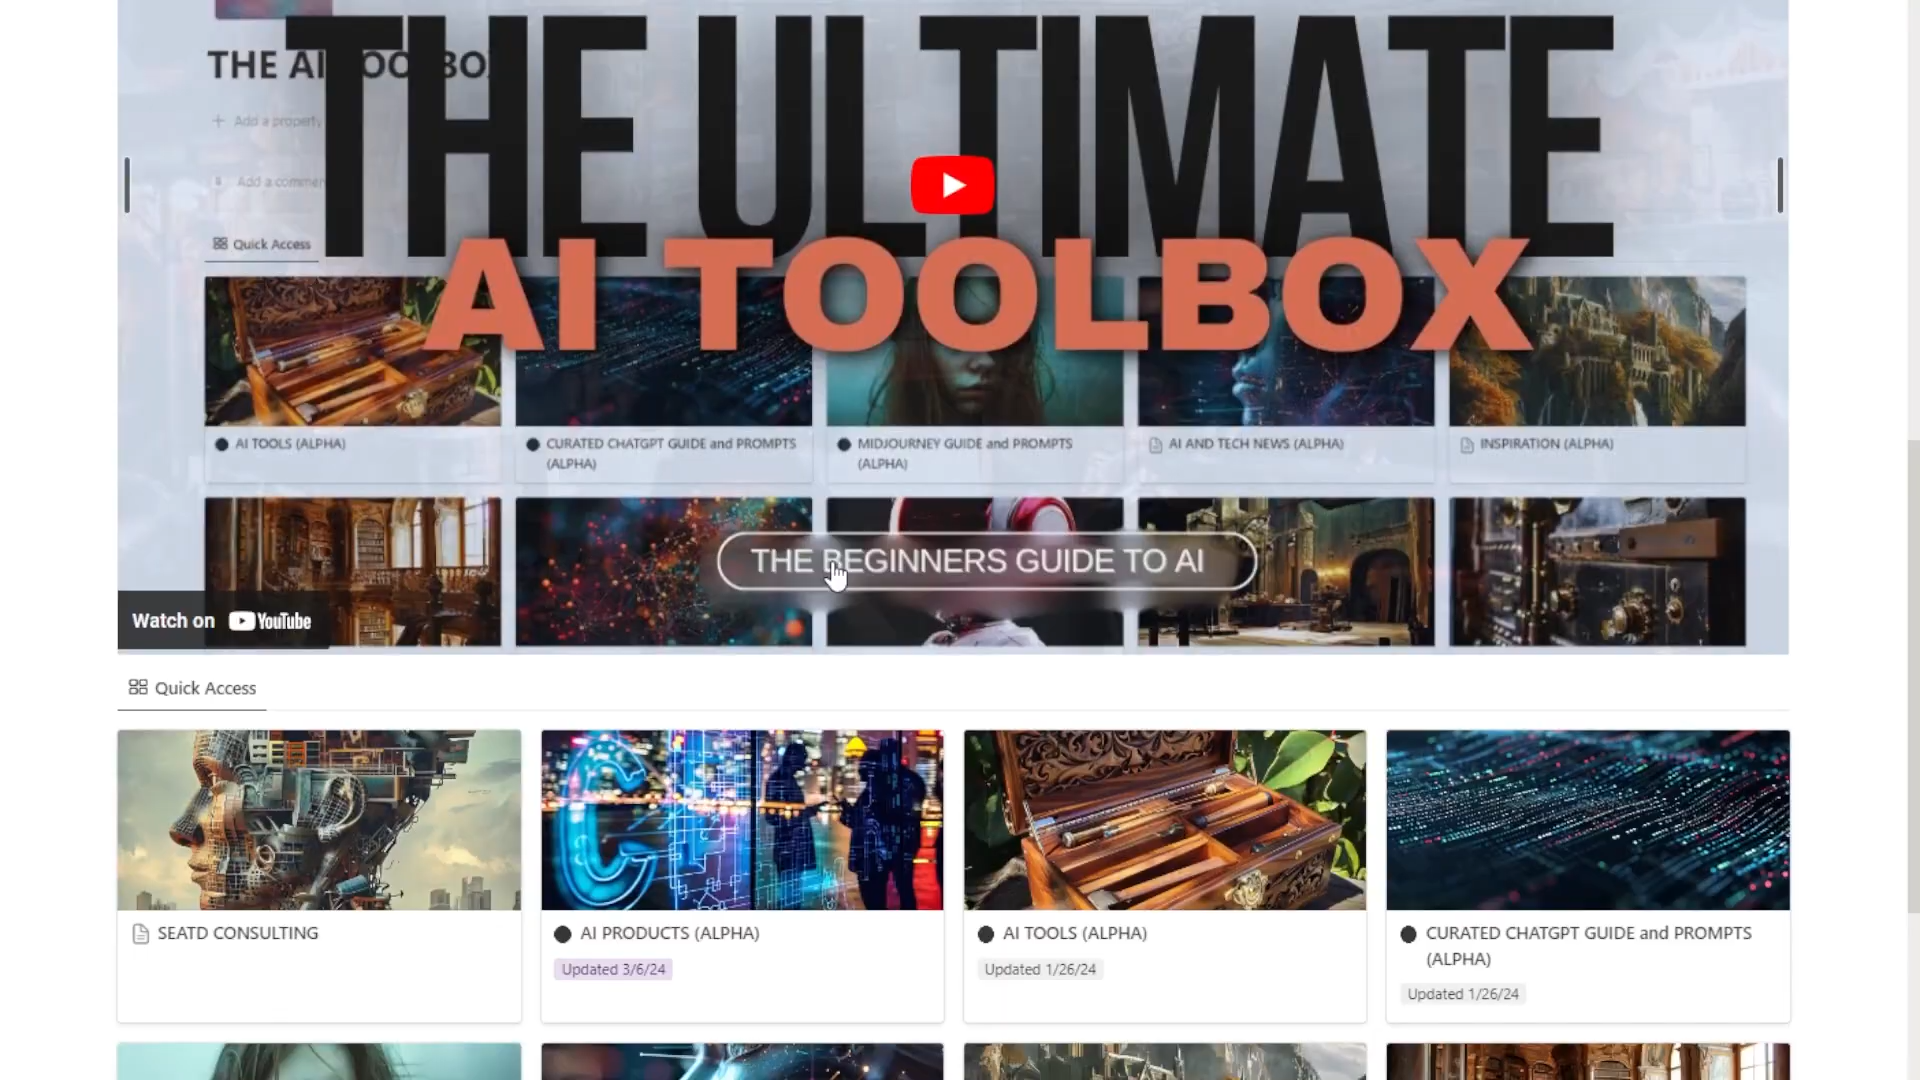 THE ULTIMATE
THE AI TOOLBO
+ Add a property
Add a commen
Quick Access
AI TOOLBOX
AI TOOLS (ALPHA)
CURATED CHATGPT GUIDE and PROMPTS
(ALPHA)
MIDJOURNEY GUIDE and PROMPTS
(ALPHA)
AI AND TECH NEWS (ALPHA)
INSPIRATION (ALPHA)
THE BEGINNERS GUIDE TO AI
Watch on YouTube
Quick Access
SEATD CONSULTING
AI PRODUCTS (ALPHA)
Updated 3/6/24
AI TOOLS (ALPHA)
Updated 1/26/24
CURATED CHATGPT GUIDE and PROMPTS
(ALPHA)
Updated 1/26/24